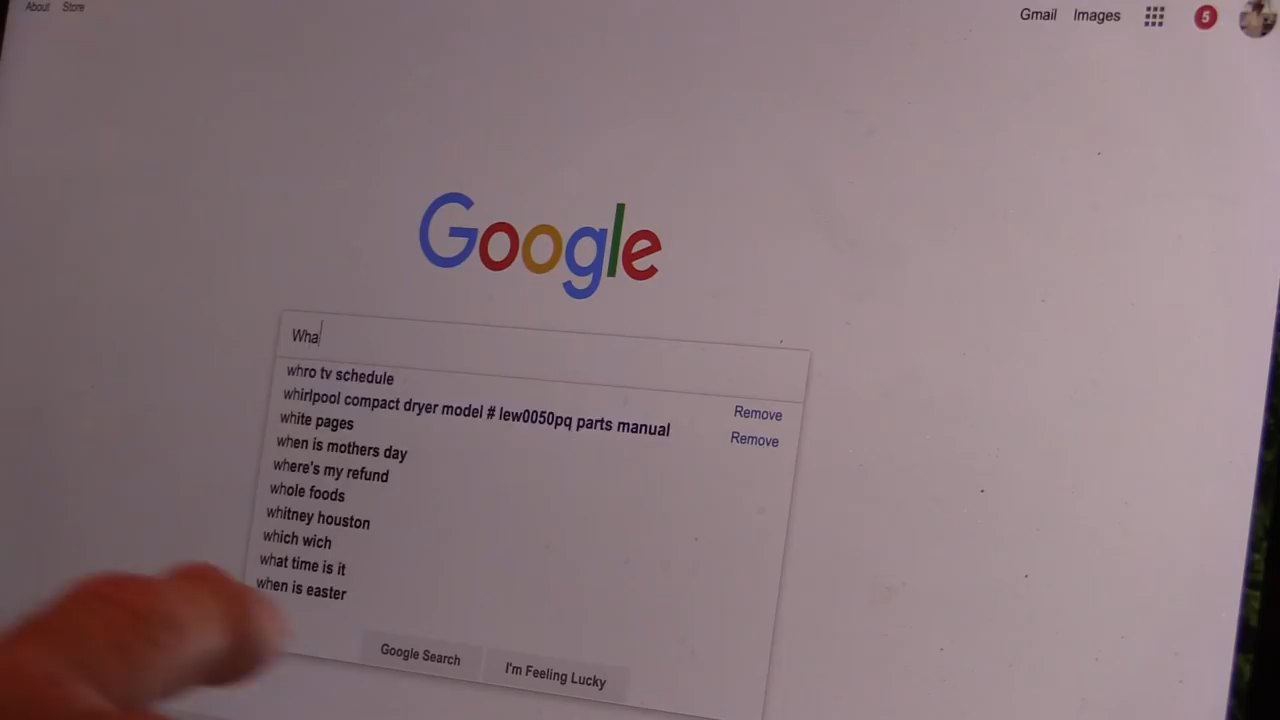 About Store
Gmail Images 5
Google
Wha
whro tv schedule
whirlpool compact dryer model # lew0050pq parts manual Remove
white pages Remove
when is mothers day
where's my refund
whole foods
whitney houston
which wich
what time is it
when is easter
Google Search I'm Feeling Lucky